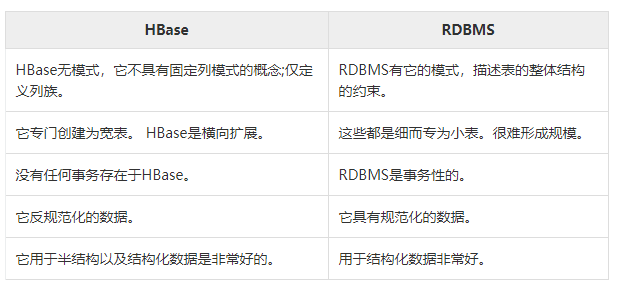 HBase RDBMS
HBase无模式，它不具有固定列模式的概念;仅定 RDBMS有它的模式，描述表的整体结构
义列族。 的约束。
它专门创建为宽表。 HBase是横向扩展。 这些都是细而专为小表。很难形成规模。
没有任何事务存在于HBase。 RDBMS是事务性的。
它反规范化的数据。 它具有规范化的数据。
它用于半结构以及结构化数据是非常好的。 用于结构化数据非常好。